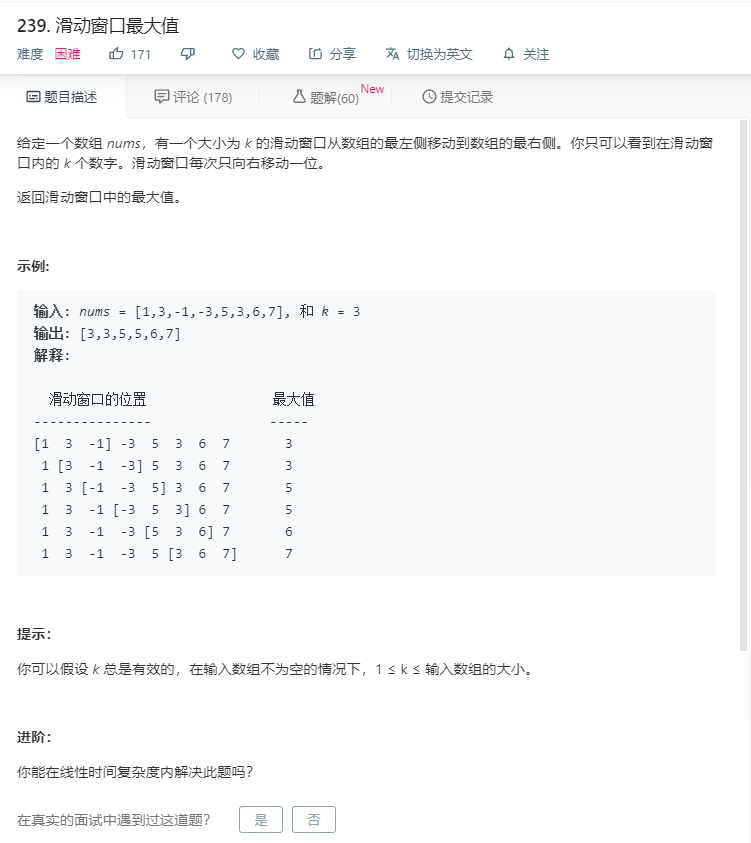 239. 滑动窗口最大值
难度 困难 171 收藏 分享 切换为英文 关注
题目描述 评论 (178) 题解(60) New 提交记录
给定一个数组 nums，有一个大小为 k 的滑动窗口从数组的最左侧移动到数组的最右侧。你只可以看到在滑动窗
口内的 k 个数字。滑动窗口每次只向右移动一位。
返回滑动窗口中的最大值。
示例:
输入: nums = [1,3,-1,-3,5,3,6,7], 和 k = 3
输出: [3,3,5,5,6,7]
解释:
滑动窗口的位置 最大值
--------------- -----
[1 3 -1] -3 5 3 6 7 3
1 [3 -1 -3] 5 3 6 7 3
1 3 [-1 -3 5] 3 6 7 5
1 3 -1 [-3 5 3] 6 7 5
1 3 -1 -3 [5 3 6] 7 6
1 3 -1 -3 5 [3 6 7] 7
提示：
你可以假设 k 总是有效的，在输入数组不为空的情况下，1 ≤ k ≤ 输入数组的大小。
进阶：
你能在线性时间复杂度内解决此题吗？
在真实的面试中遇到过这道题？ 是 否